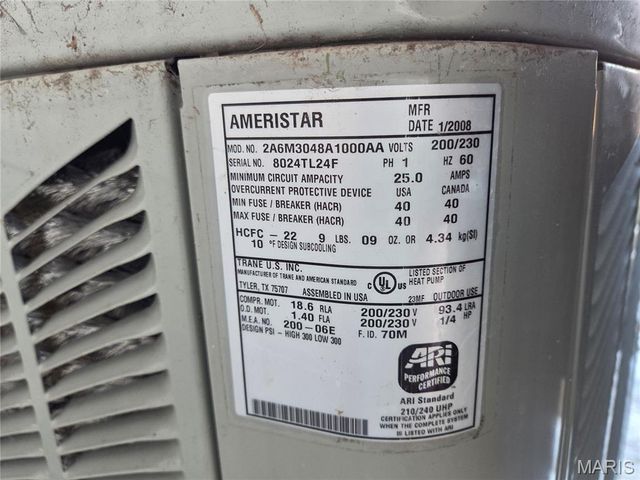 AMERISTAR MFR DATE 1/2008
MOD. NO. 2A6M3048A1000AA VOLTS 200/230
SERIAL NO. 8024TL24F PH 1 HZ 60
MINIMUM CIRCUIT AMPACITY 25.0 AMPS
OVERCURRENT PROTECTIVE DEVICE USA CANADA
MIN FUSE / BREAKER (HACR) 40 40
MAX FUSE / BREAKER (HACR) 40 40
HCFC - 22 9 LBS. 09 OZ. OR 4.34 kg(SI)
10 °F DESIGN SUBCOOLING
TRANE U.S. INC.
MANUFACTURER OF TRANE AND AMERICAN STANDARD
TYLER, TX 75707 ASSEMBLED IN USA
C UL US LISTED SECTION OF
HEAT PUMP
23MF OUTDOOR USE
COMPR. MOT. 18.6 RLA 200/230 V 93.4 LRA
O.D. MOT. 1.40 FLA 200/230 V 1/4 HP
M.E.A. NO. 200-06E F. ID. 70M
DESIGN PSI - HIGH 300 LOW 300
ARI
PERFORMANCE
CERTIFIED
ARI Standard
210/240 UHP
CERTIFICATION APPLIES ONLY
WHEN THE COMPLETE SYSTEM
IS LISTED WITH ARI
MARIS